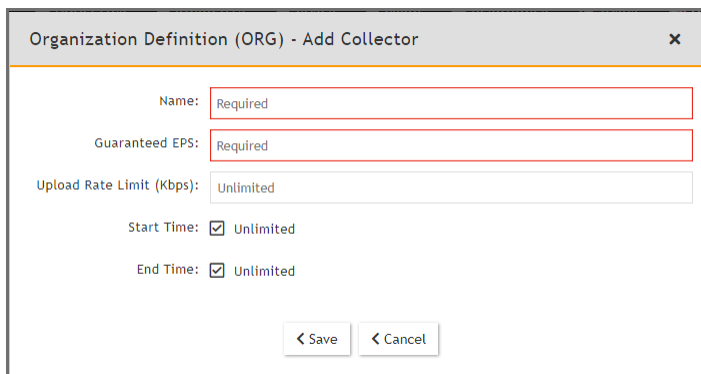 Organization Definition (ORG) - Add Collector
Name: Required
Guaranteed EPS: Required
Upload Rate Limit (Kbps): Unlimited
Start Time: Unlimited
End Time: Unlimited
Save Cancel